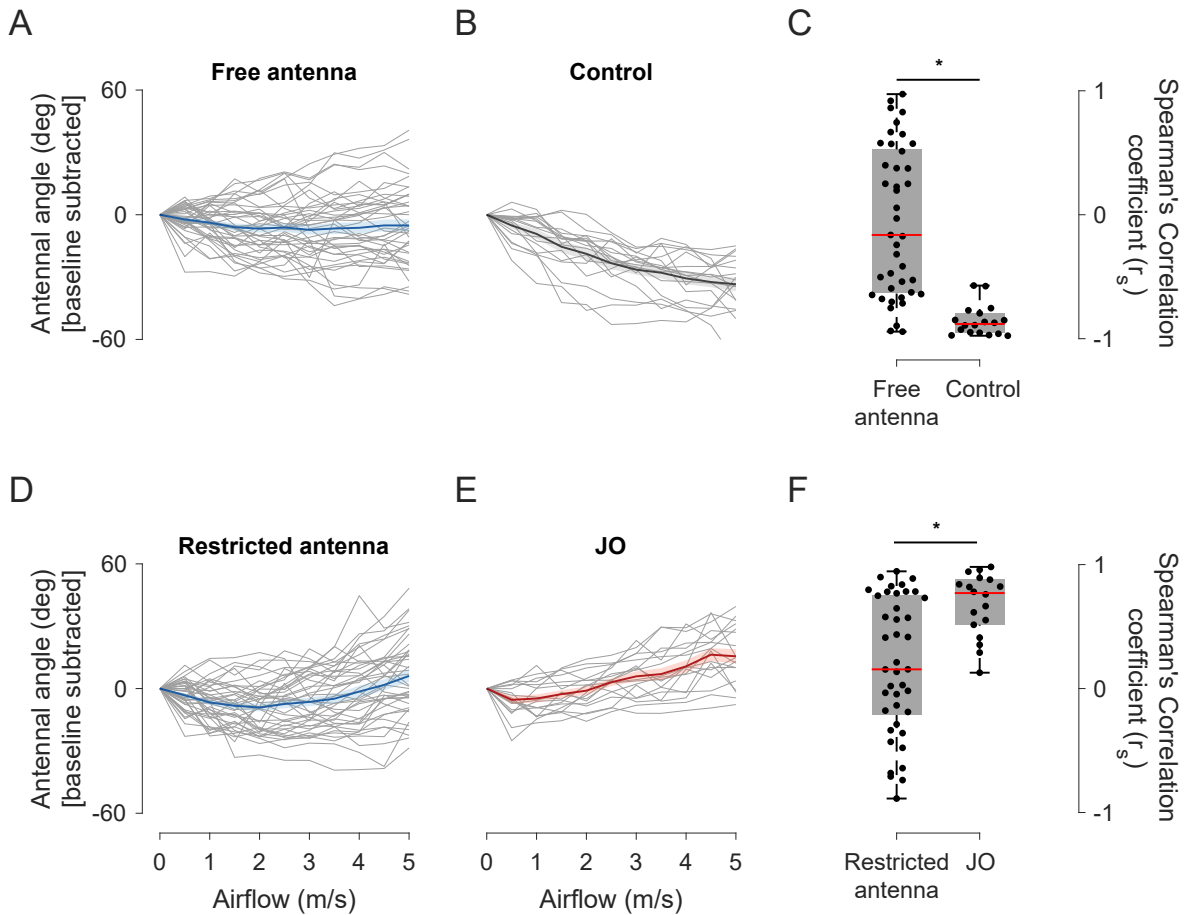 A
B
C
Free antenna
Control
*
60
0
-60
Antennal angle (deg)
[baseline subtracted]
1
0
-1
Spearman's Correlation
coefficient (rs)
Free
antenna
Control
D
E
F
Restricted antenna
JO
*
60
0
-60
Antennal angle (deg)
[baseline subtracted]
1
0
-1
Spearman's Correlation
coefficient (rs)
0 1 2 3 4 5
0 1 2 3 4 5
Airflow (m/s)
Airflow (m/s)
Restricted
antenna
JO